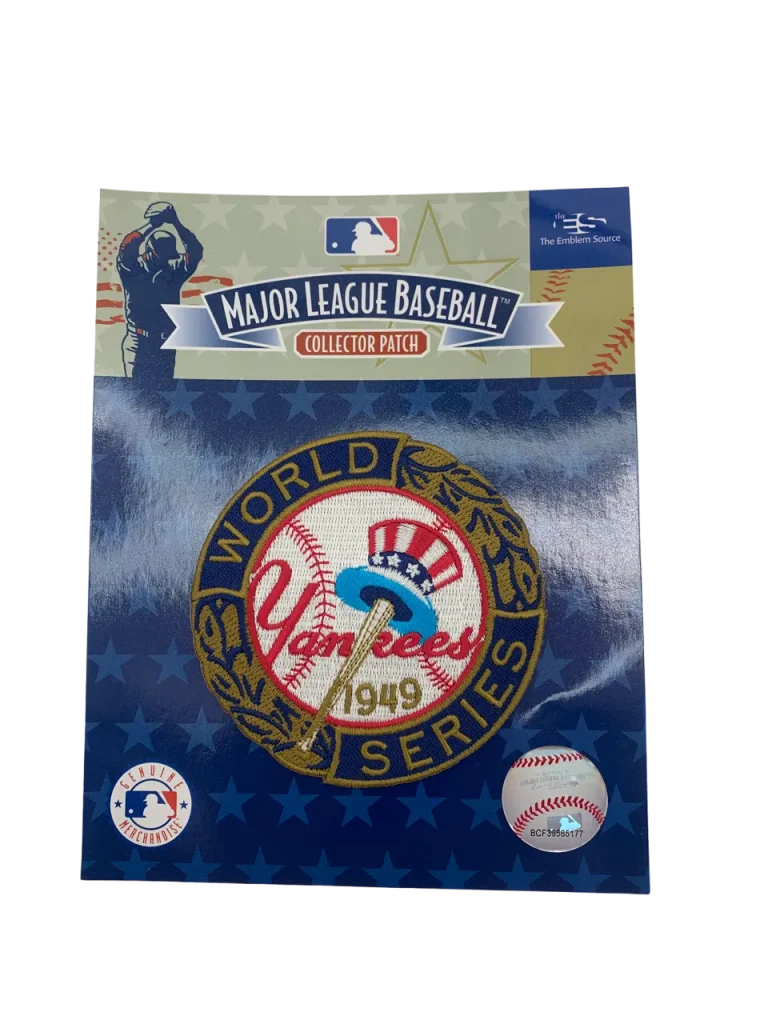 the
ES
The Emblem Source
MAJOR LEAGUE BASEBALL™
COLLECTOR PATCH
WORLD
Yankees
1949
SERIES
GENUINE
MERCHANDISE
BCF39585177